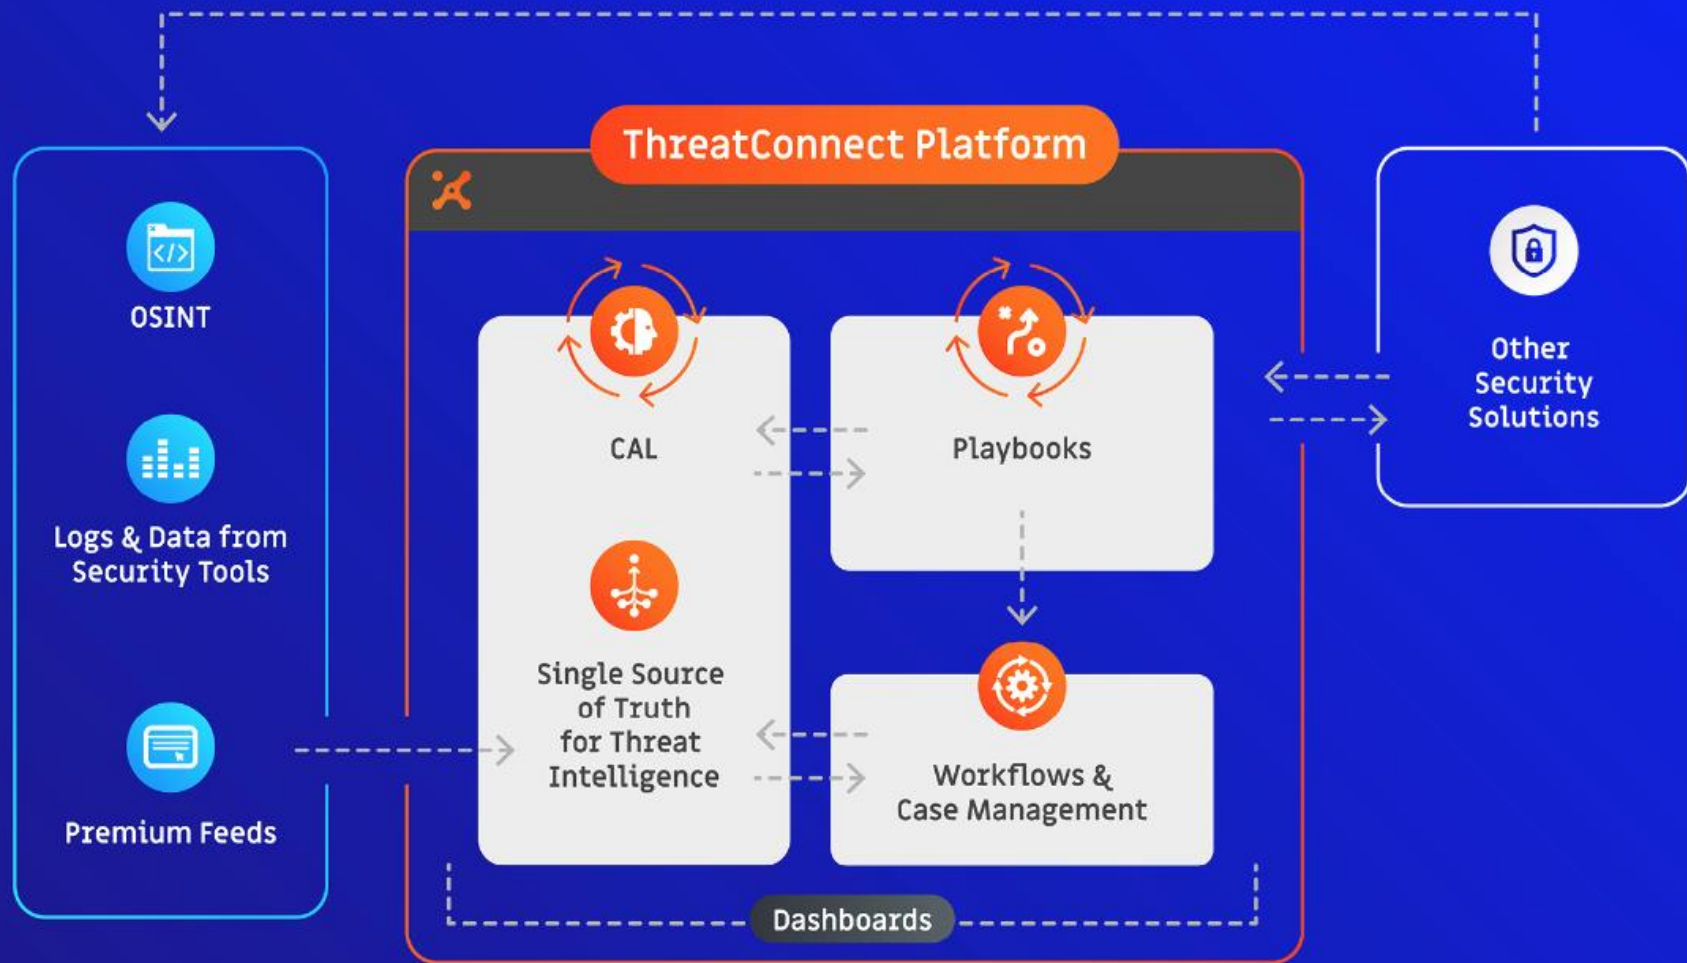 ThreatConnect Platform
OSINT
Logs & Data from
Security Tools
Premium Feeds
CAL
Single Source
of Truth
for Threat
Intelligence
Playbooks
Workflows &
Case Management
Dashboards
Other
Security
Solutions